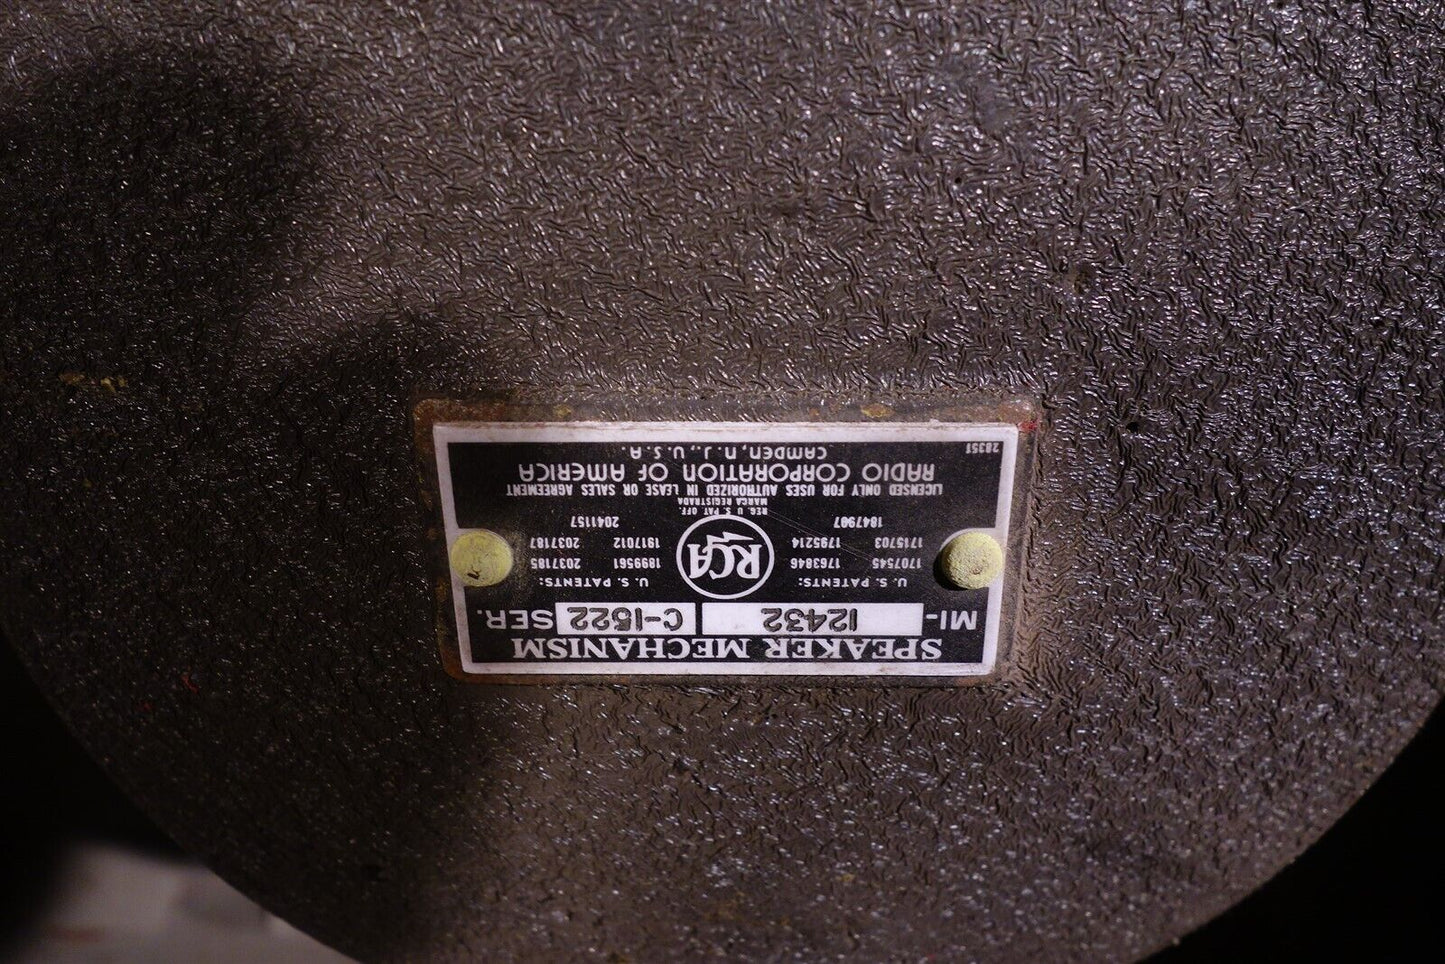 SPEAKER MECHANISM
MI- 12432 SER. C-1522
U. S. PATENTS: U. S. PATENTS:
1707545 1763846 1899561 2037185
1715703 1795214 1917012 2037187
1847907 2041157
RCA
REG. U. S. PAT. OFF.
MARCA REGISTRADA
LICENSED ONLY FOR USES AUTHORIZED IN LEASE OR SALES AGREEMENT
RADIO CORPORATION OF AMERICA
CAMDEN, N. J., U. S. A.